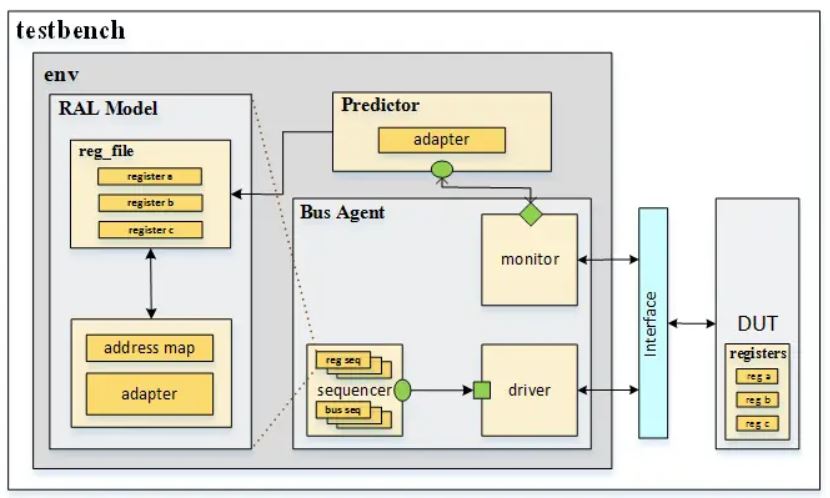 testbench
env
RAL Model
reg_file
register a
register b
register c
address map
adapter
Predictor
adapter
Bus Agent
monitor
reg seq
sequencer
bus seq
driver
Interface
DUT
registers
reg a
reg b
reg c